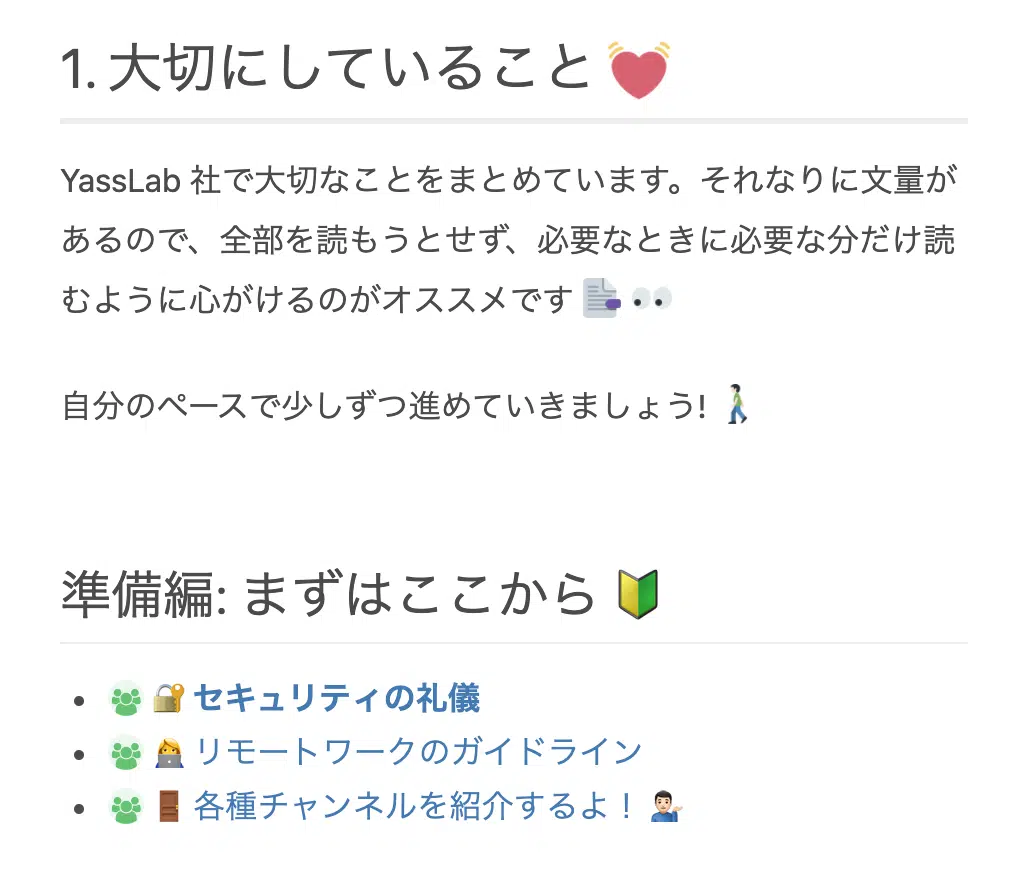 1. 大切にしていること 💓
YassLab 社で大切なことをまとめています。それなりに文量が
あるので、全部を読もうとせず、必要なときに必要な分だけ読
むように心がけるのがオススメです
自分のペースで少しずつ進めていきましょう!
準備編: まずはここから 🔰
セキュリティの礼儀
リモートワークのガイドライン
各種チャンネルを紹介するよ！